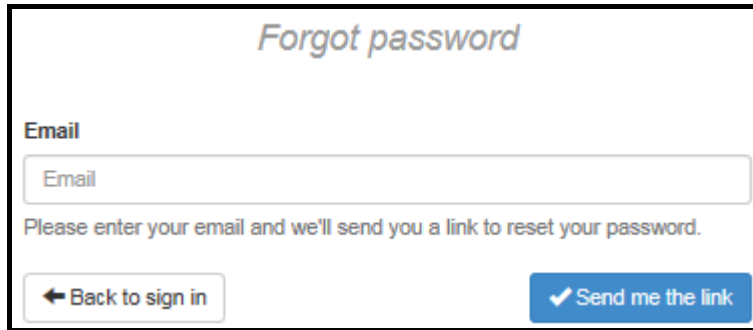 Forgot password
Email
Email
Please enter your email and we'll send you a link to reset your password.
Back to sign in
Send me the link